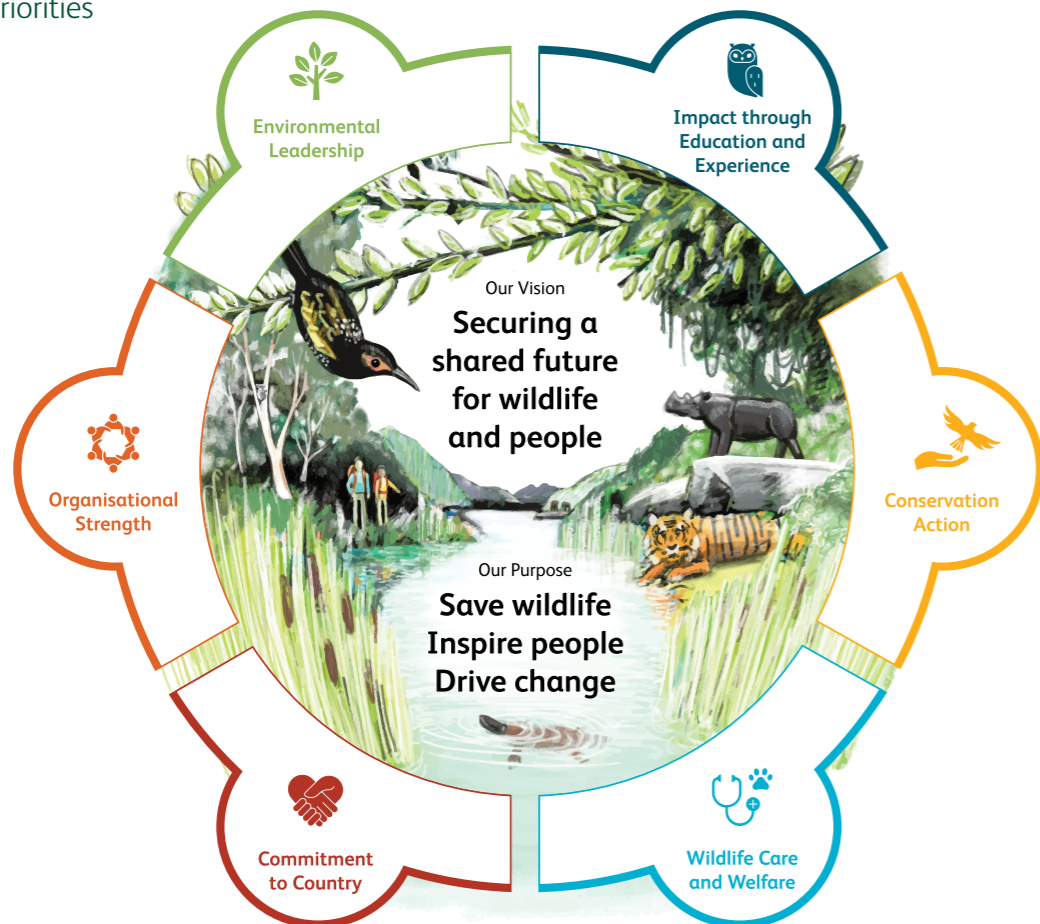 riorities
Environmental
Leadership
Impact through
Education and
Experience
Our Vision
Securing a
shared future
for wildlife
and people
Organisational
Strength
Conservation
Action
Our Purpose
Save wildlife
Inspire people
Drive change
Commitment
to Country
Wildlife Care
and Welfare